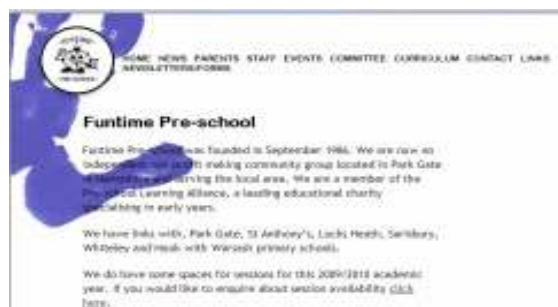 FUNTIME
PRE-SCHOOL
HOME NEWS PARENTS STAFF EVENTS COMMITTEE CURRICULUM CONTACT LINKS
NEWSLETTERS/FORMS
Funtime Pre-school
Funtime Pre-school was founded in September 1986. We are now an
independent non profit making community group located in Park Gate
serving the local area. We are a member of the
Pre-school Learning Alliance, a leading educational charity
specialising in early years.
We have links with, Park Gate, St Anthony's, Locks Heath, Sarisbury,
Whiteley and Hook with Warsash primary schools.
We do have some spaces for sessions for this 2009/2010 academic
year. If you would like to enquire about session availability click
here.